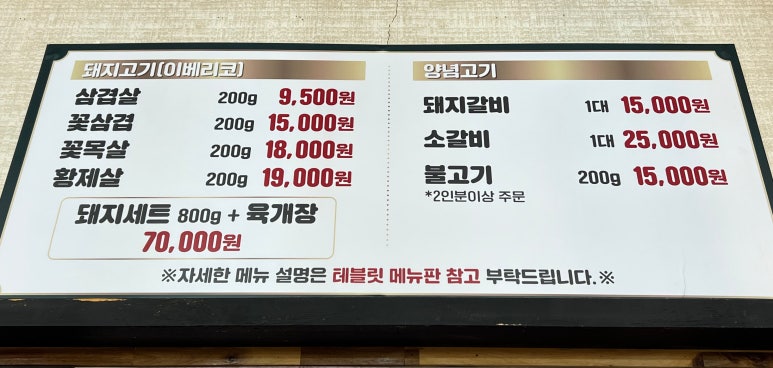 돼지고기(이베리코)
삼겹살 200g 9,500원
꽃삼겹 200g 15,000원
꽃목살 200g 18,000원
황제살 200g 19,000원
돼지세트 800g + 육개장
70,000원
양념고기
돼지갈비 1대 15,000원
소갈비 1대 25,000원
불고기 200g 15,000원
*2인분이상 주문
※자세한 메뉴 설명은 테블릿 메뉴판 참고 부탁드립니다.※